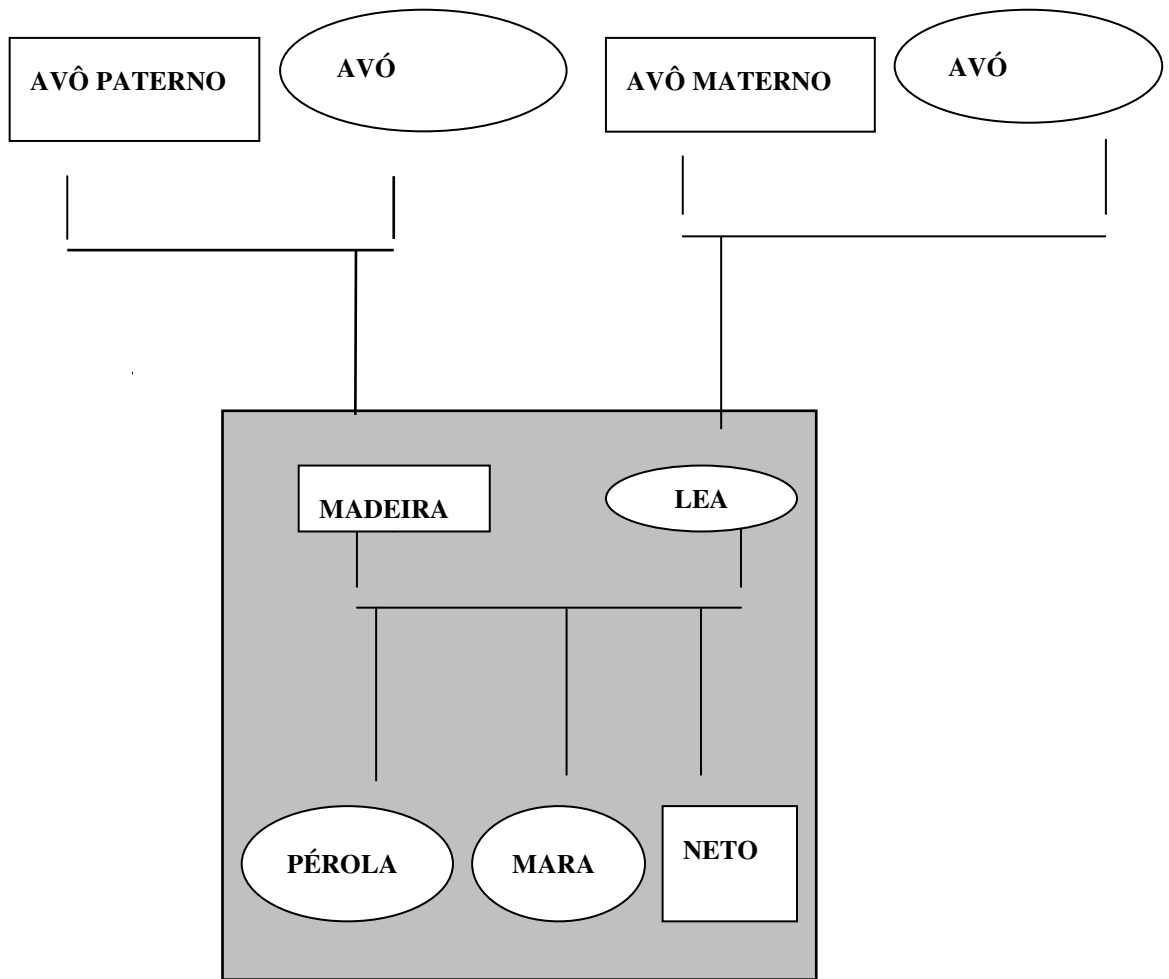 AVÔ PATERNO
AVÓ
AVÔ MATERNO
AVÓ
MADEIRA
LEA
PÉROLA
MARA
NETO